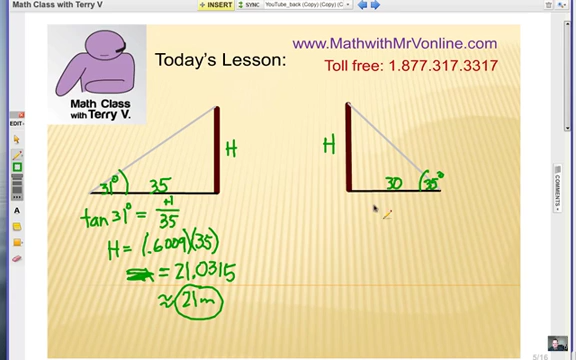 Math Class with Terry V
INSERT
SYNC
YouTube_back (Copy) (Copy)
EDIT
Math Class
with Terry V.
Today's Lesson:
www.MathwithMrVonline.com
Toll free: 1.877.317.3317
H
31° 35
H
30 35°
tan 31° = H/35
H = (.6009)(35)
= 21.0315
≈ 21m
5/16